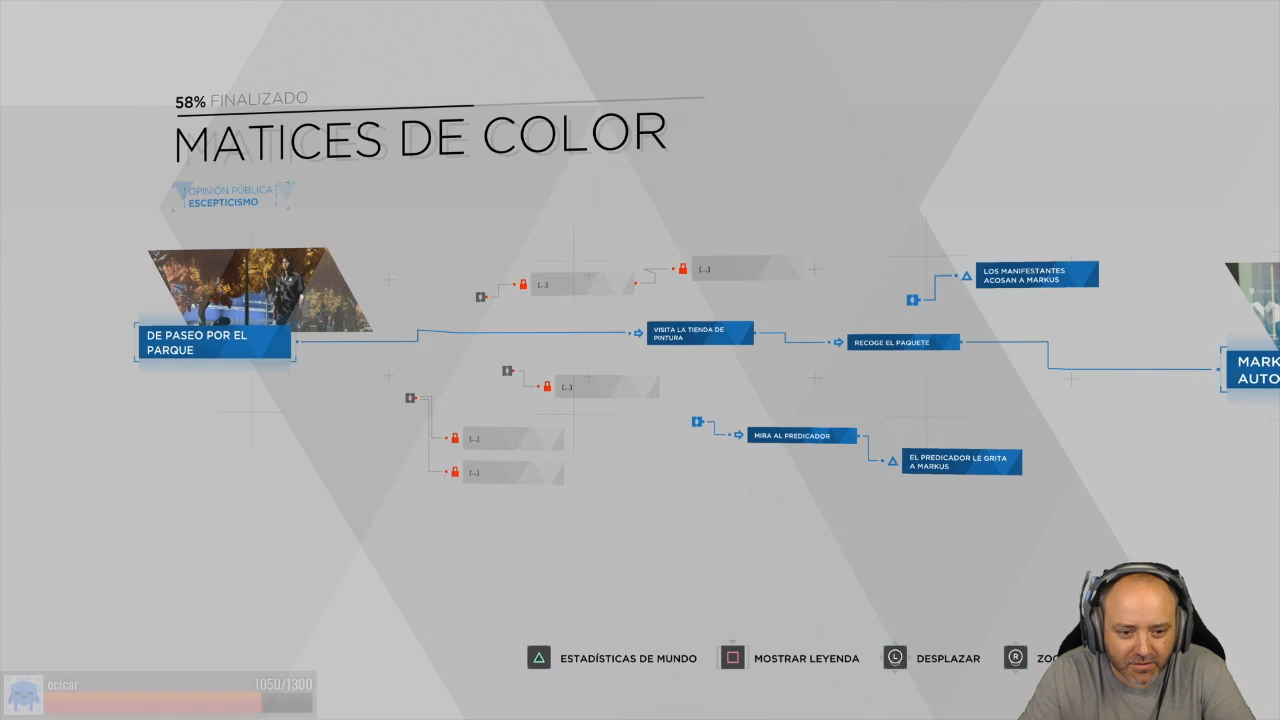 58% FINALIZADO
MATICES DE COLOR
OPINIÓN PÚBLICA
ESCEPTICISMO
[...]
[...]
LOS MANIFESTANTES
ACOSAN A MARKUS
DE PASEO POR EL
PARQUE
VISITA LA TIENDA DE
PINTURA
RECOGE EL PAQUETE
MARK
AUTO
[...]
[...]
[...]
MIRA AL PREDICADOR
EL PREDICADOR LE GRITA
A MARKUS
ESTADÍSTICAS DE MUNDO
MOSTRAR LEYENDA
L
DESPLAZAR
R
ZOO
ocicar
1050/1300